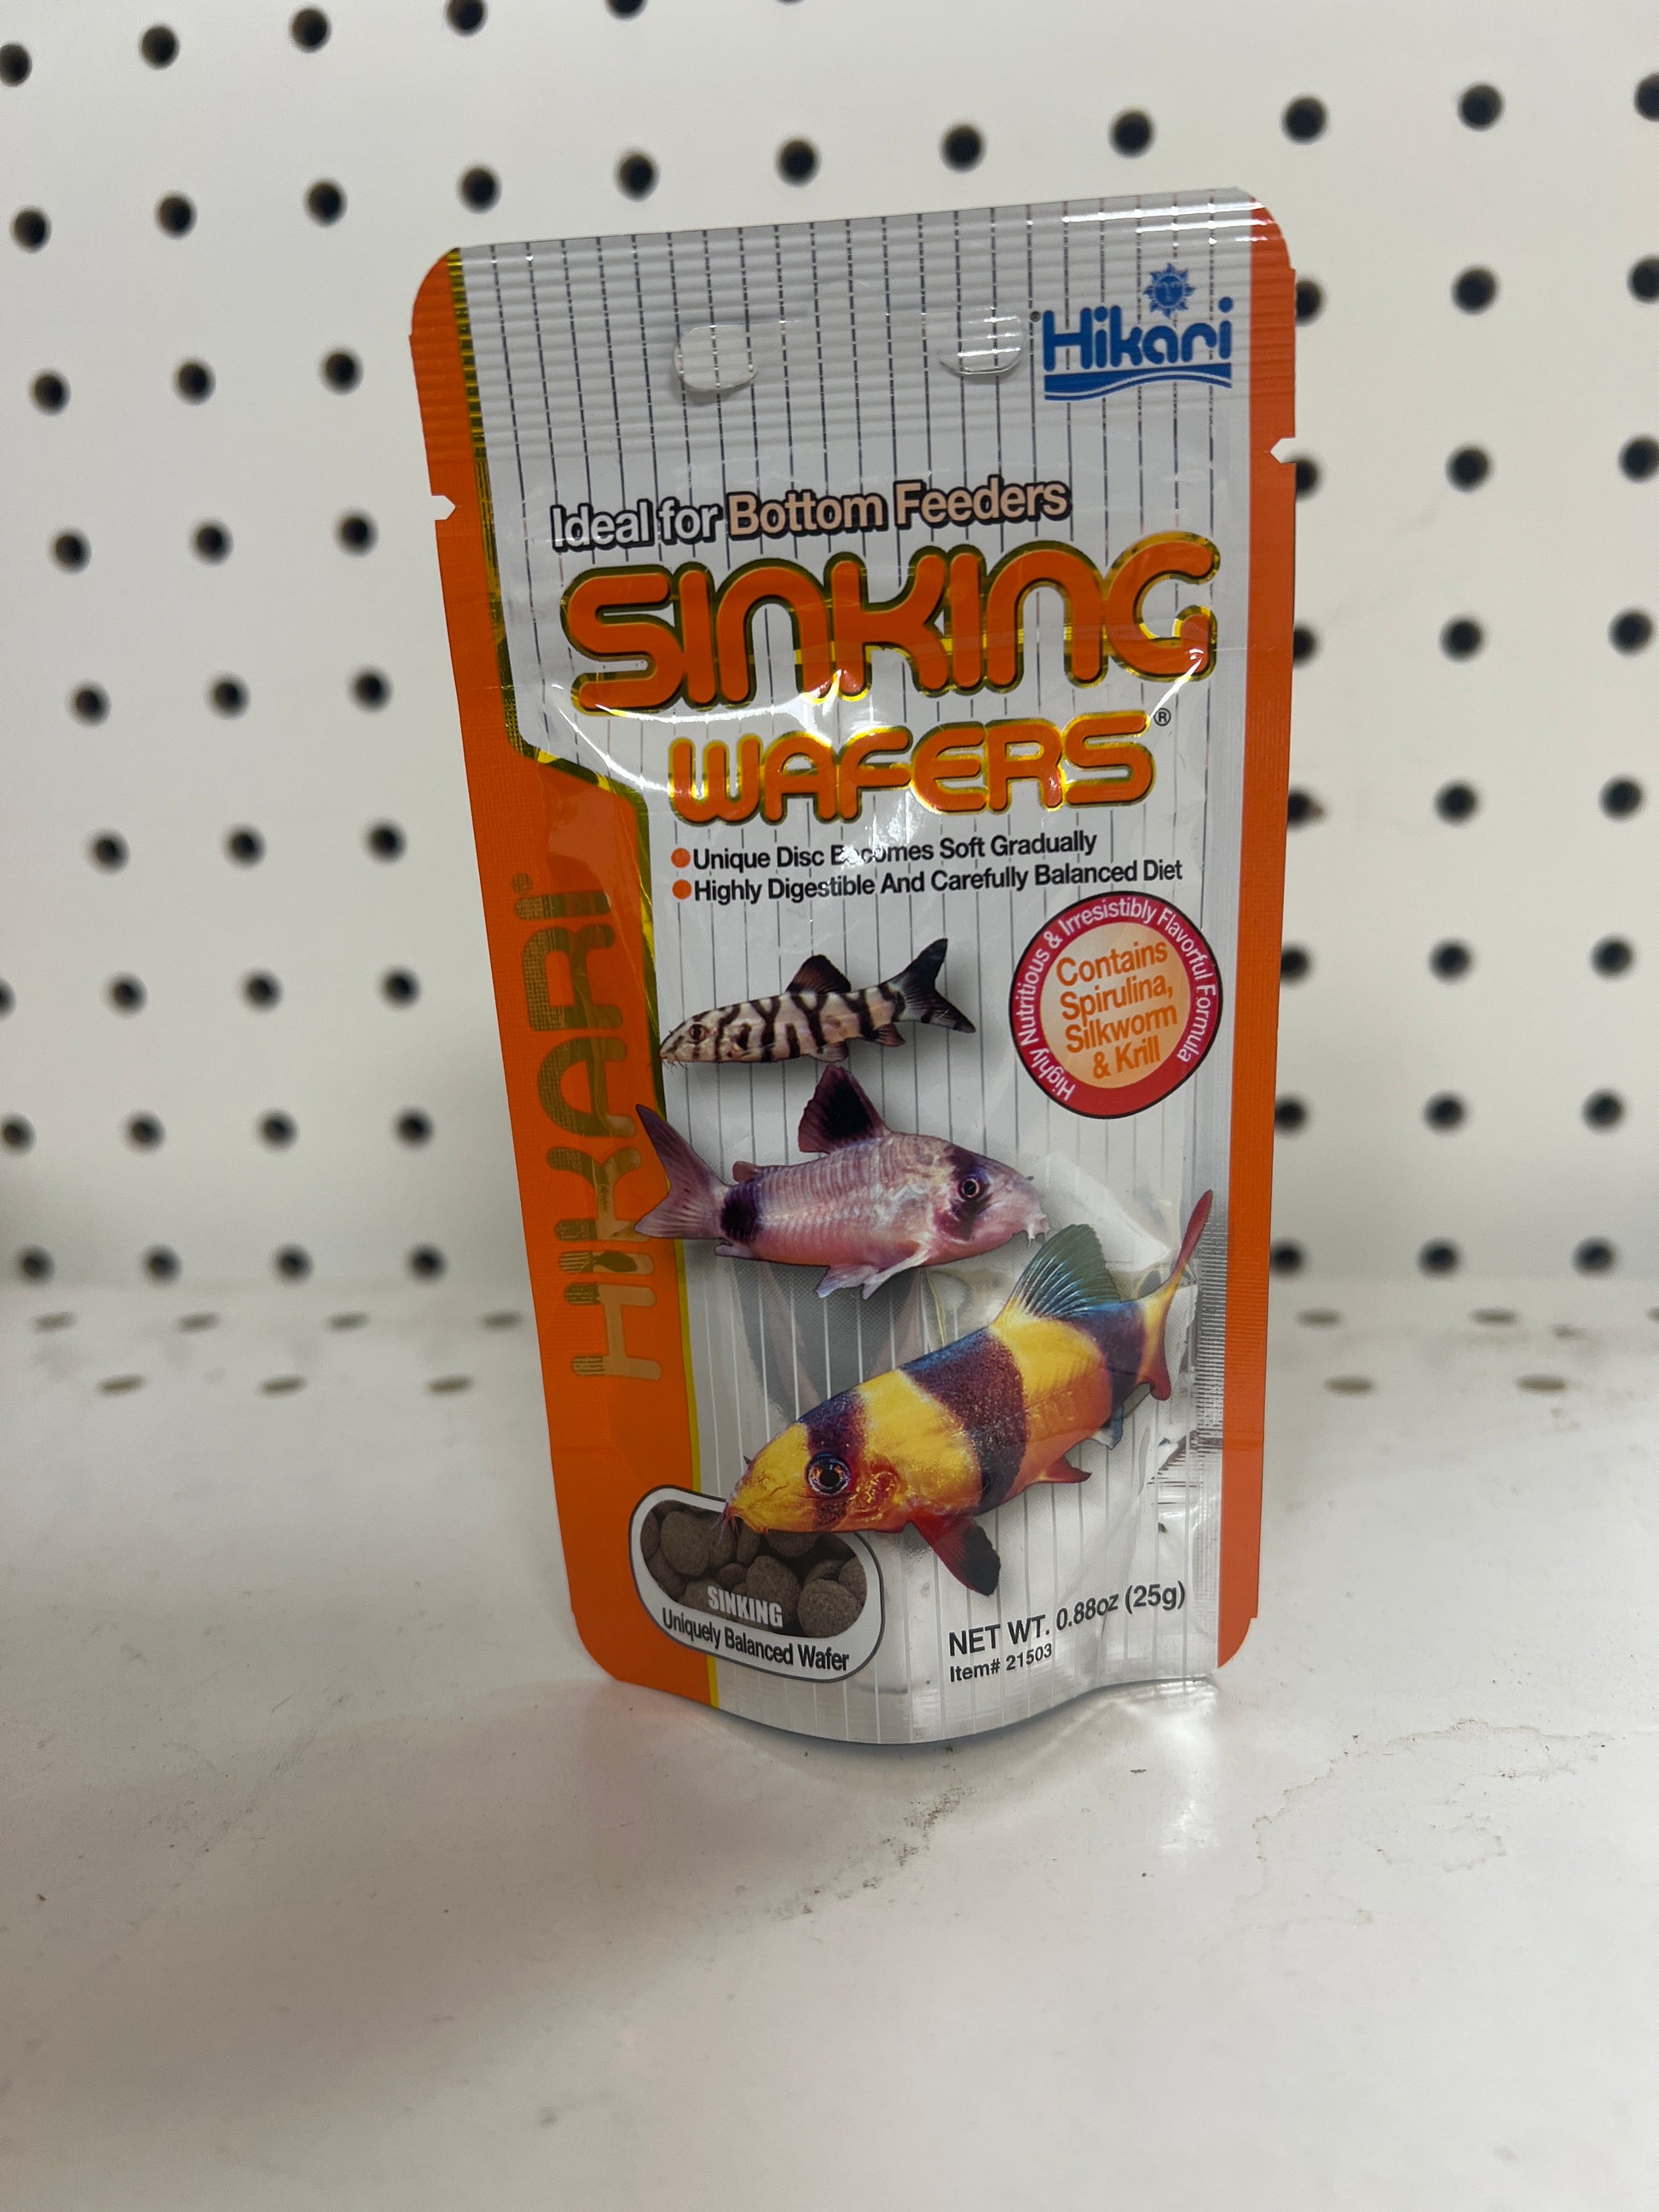 Hikari
Ideal for Bottom Feeders
SINKING
WAFERS®
Unique Disc Becomes Soft Gradually
Highly Digestible And Carefully Balanced Diet
Highly Nutritious & Irresistibly Flavorful Formula
Contains
Spirulina,
Silkworm
& Krill
HIKARI
SINKING
Uniquely Balanced Wafer
NET WT. 0.88oz (25g)
Item# 21503